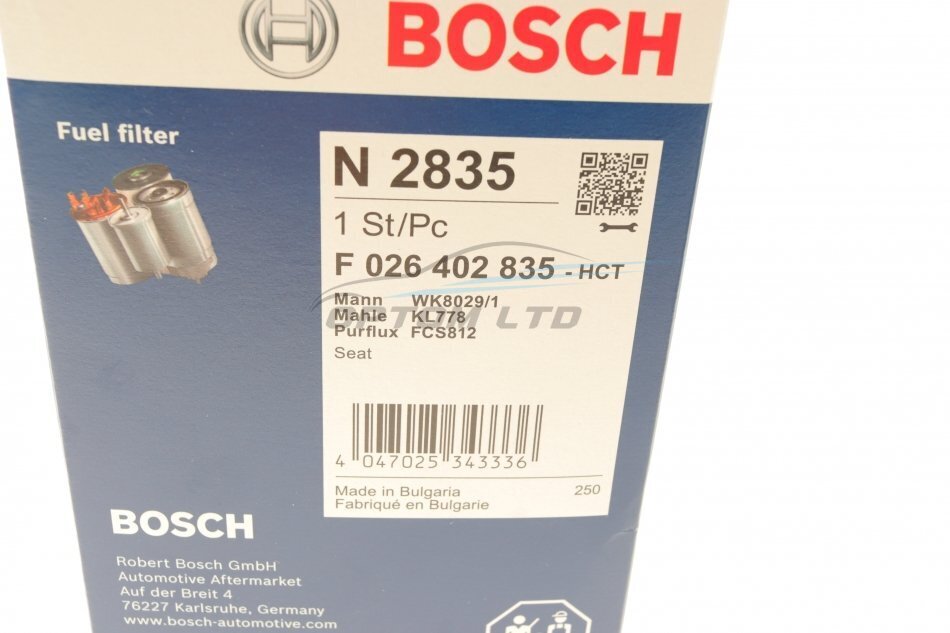 BOSCH
Fuel filter
N 2835
1 St/Pc
F 026 402 835 - HCT
Mann WK8029/1
Mahle KL778
Purflux FCS812
OPTOM LTD
Seat
4 047025 343336
Made in Bulgaria 250
Fabriqué en Bulgarie
BOSCH
Robert Bosch GmbH
Automotive Aftermarket
Auf der Breit 4
76227 Karlsruhe, Germany
www.bosch-automotive.com